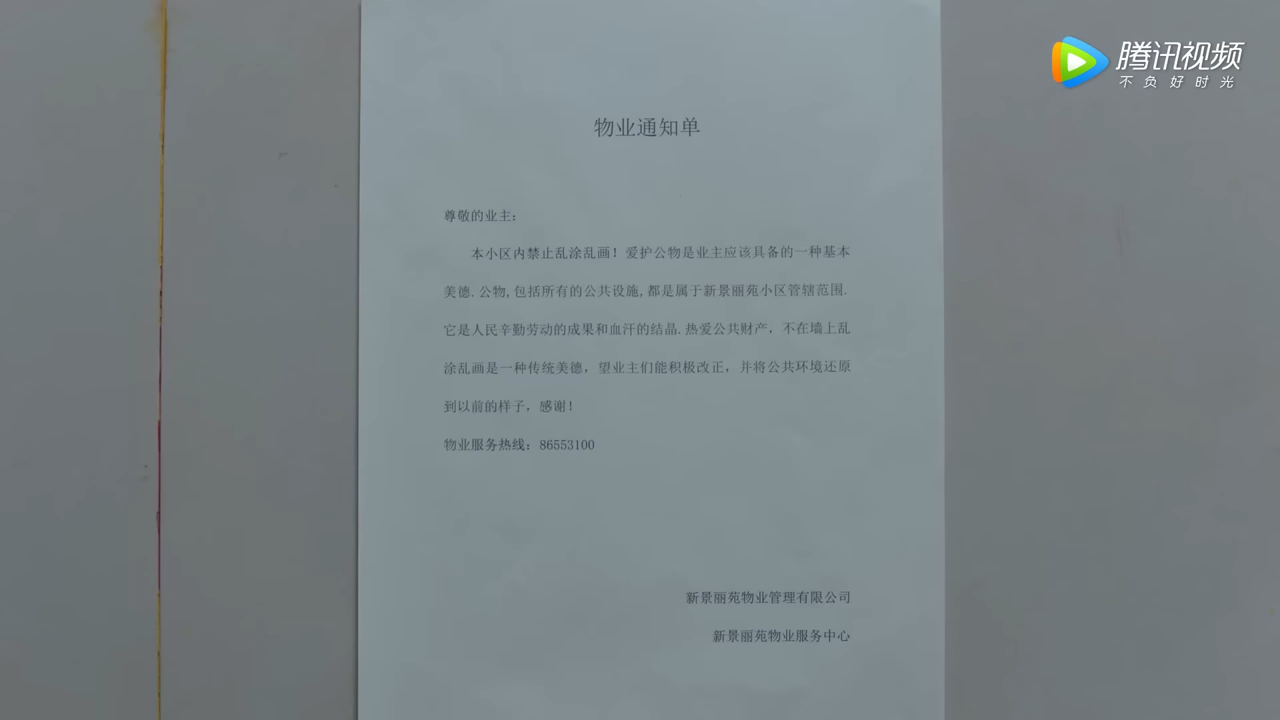 腾讯视频
不负好时光
物业通知单
尊敬的业主:
本小区内禁止乱涂乱画! 爱护公物是业主应该具备的一种基本
美德.公物,包括所有的公共设施,都是属于新景丽苑小区管辖范围.
它是人民辛勤劳动的成果和血汗的结晶.热爱公共财产，不在墙上乱
涂乱画是一种传统美德，望业主们能积极改正，并将公共环境还原
到以前的样子，感谢!
物业服务热线: 86553100
新景丽苑物业管理有限公司
新景丽苑物业服务中心